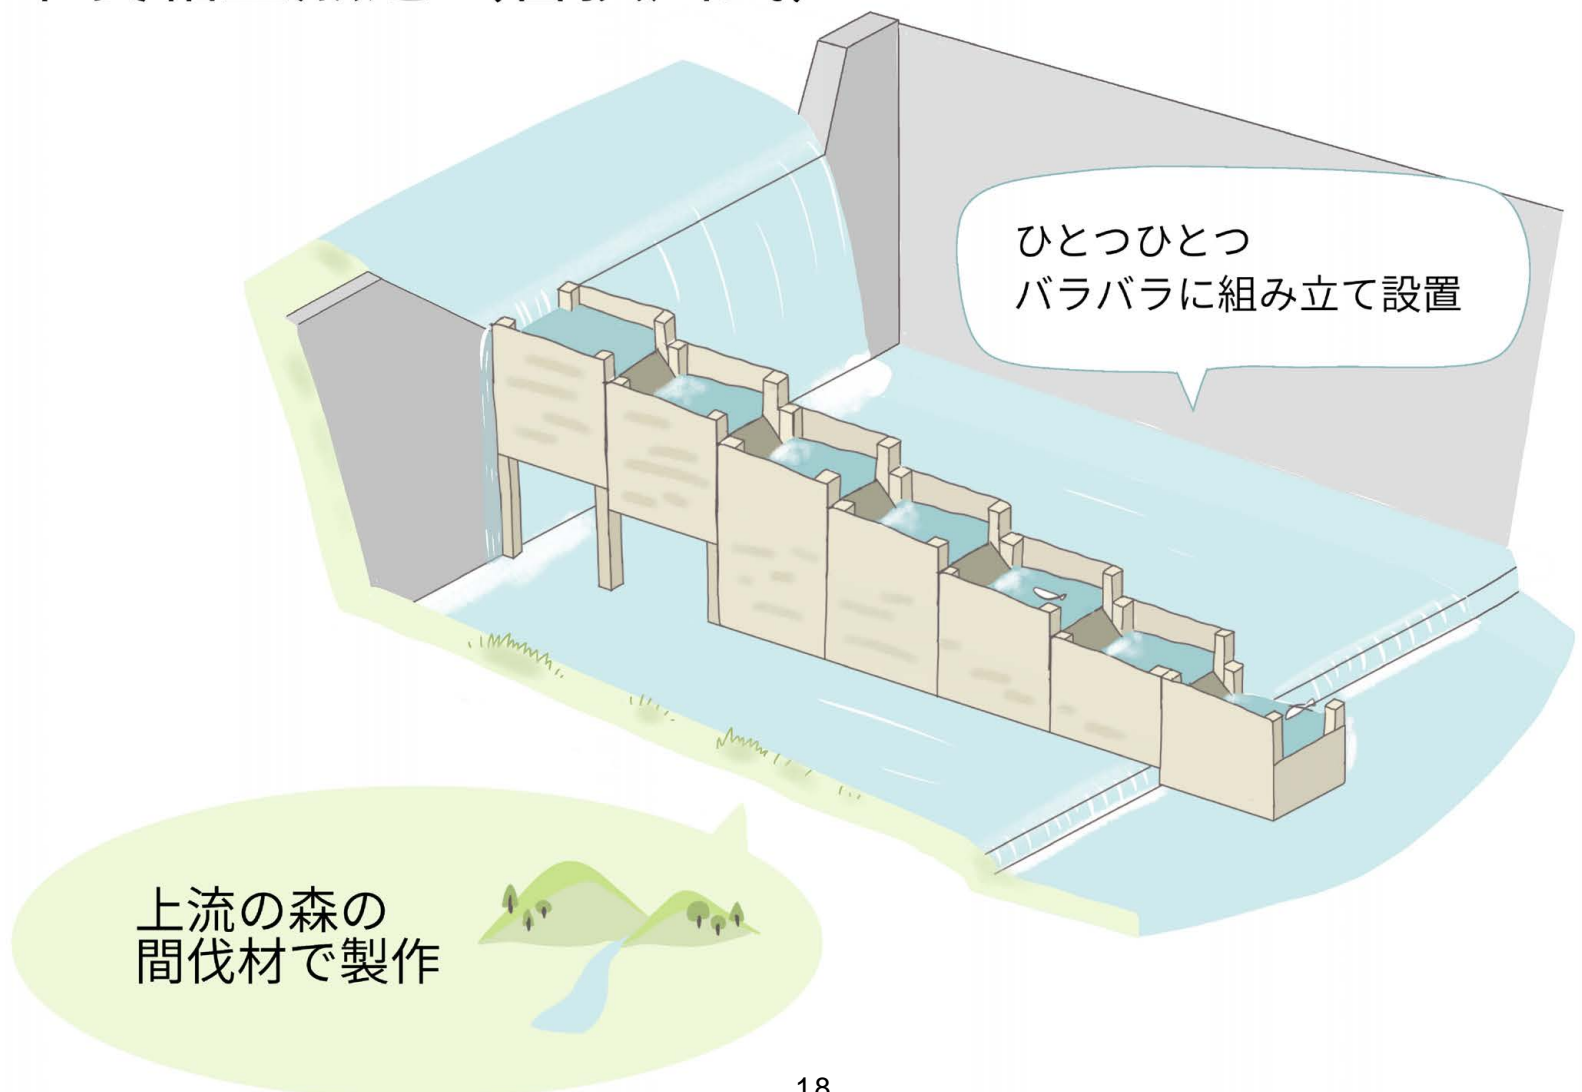 ひとつひとつ
バラバラに組み立て設置
上流の森の
間伐材で製作
18